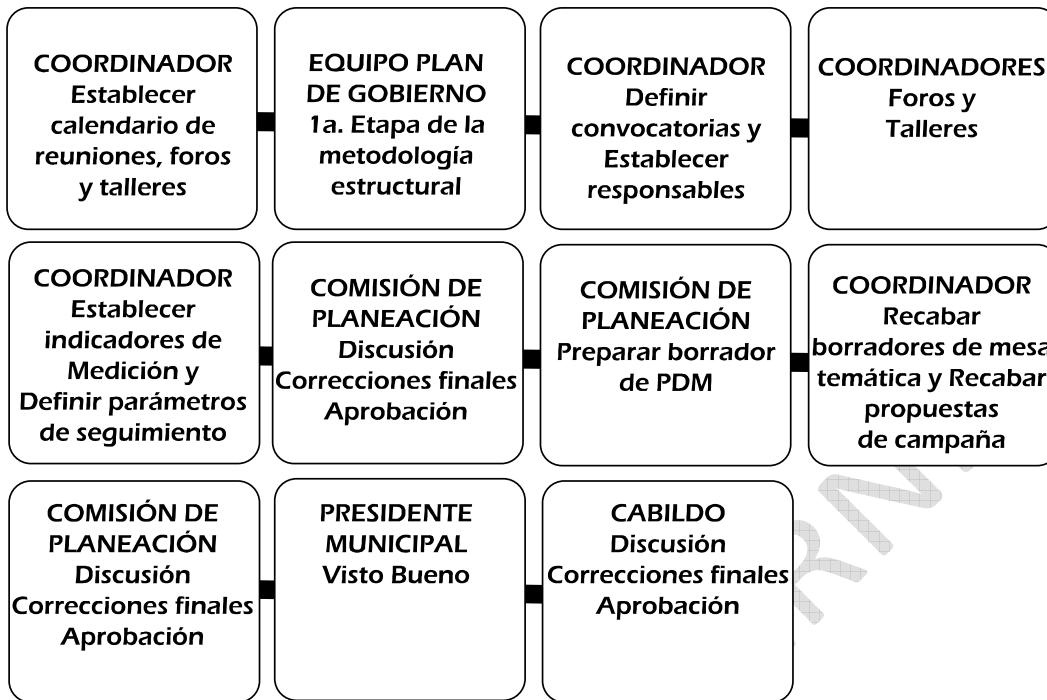 COORDINADOR
Establecer
calendario de
reuniones, foros
y talleres
EQUIPO PLAN
DE GOBIERNO
1a. Etapa de la
metodología
estructural
COORDINADOR
Definir
convocatorias y
Establecer
responsables
COORDINADORES
Foros y
Talleres
COORDINADOR
Establecer
indicadores de
Medición y
Definir parámetros
de seguimiento
COMISIÓN DE
PLANEACIÓN
Discusión
Correcciones finales
Aprobación
COMISIÓN DE
PLANEACIÓN
Preparar borrador
de PDM
COORDINADOR
Recabar
borradores de mesa
temática y Recabar
propuestas
de campaña
COMISIÓN DE
PLANEACIÓN
Discusión
Correcciones finales
Aprobación
PRESIDENTE
MUNICIPAL
Visto Bueno
CABILDO
Discusión
Correcciones finales
Aprobación